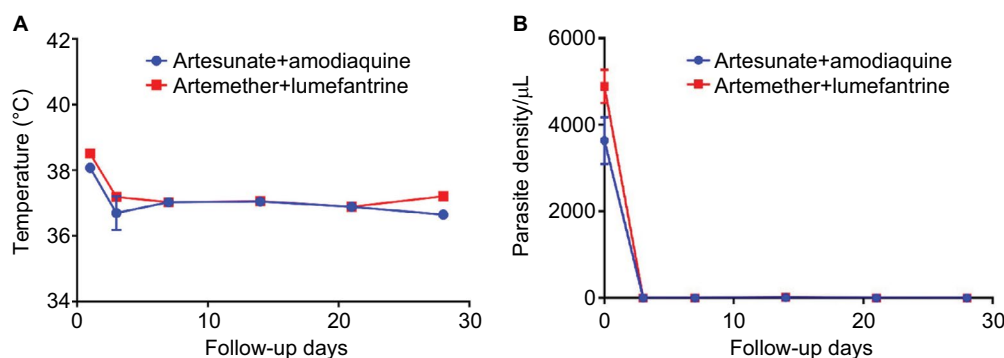 A
42
40
38
36
34
Temperature (°C)
Artesunate+amodiaquine
Artemether+lumefantrine
0
10
20
30
Follow-up days
B
6000
4000
2000
0
Parasite density/μL
Artesunate+amodiaquine
Artemether+lumefantrine
0
10
20
30
Follow-up days